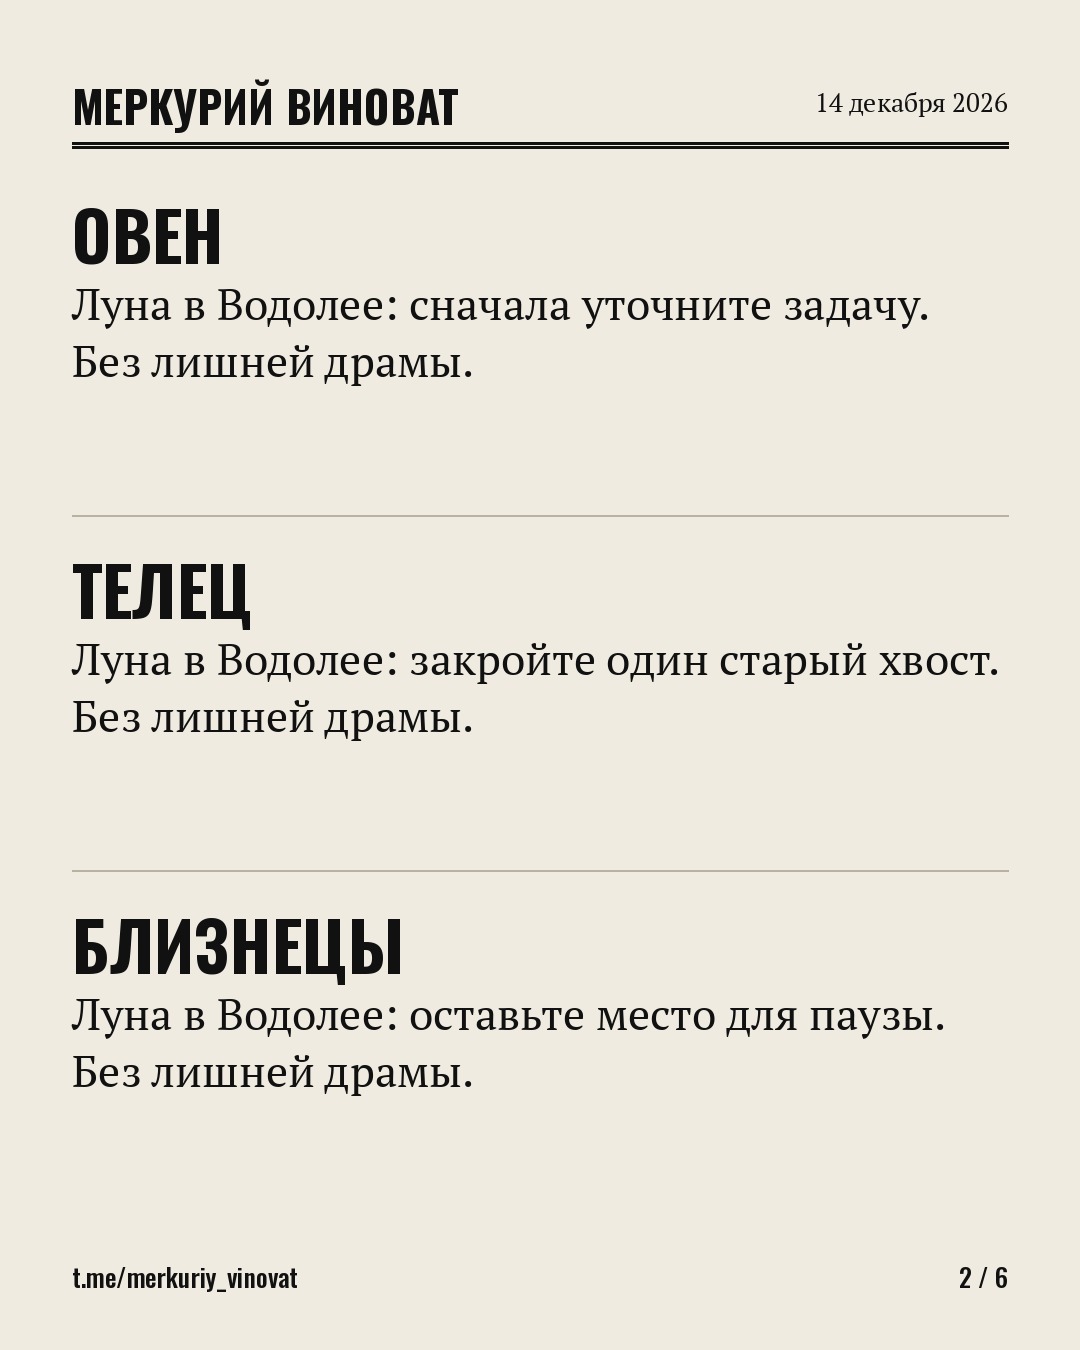 МЕРКУРИЙ ВИНОВАТ
14 декабря 2026
ОВЕН
Луна в Водолее: сначала уточните задачу.
Без лишней драмы.
ТЕЛЕЦ
Луна в Водолее: закройте один старый хвост.
Без лишней драмы.
БЛИЗНЕЦЫ
Луна в Водолее: оставьте место для паузы.
Без лишней драмы.
t.me/merkuriy_vinovat
2 / 6